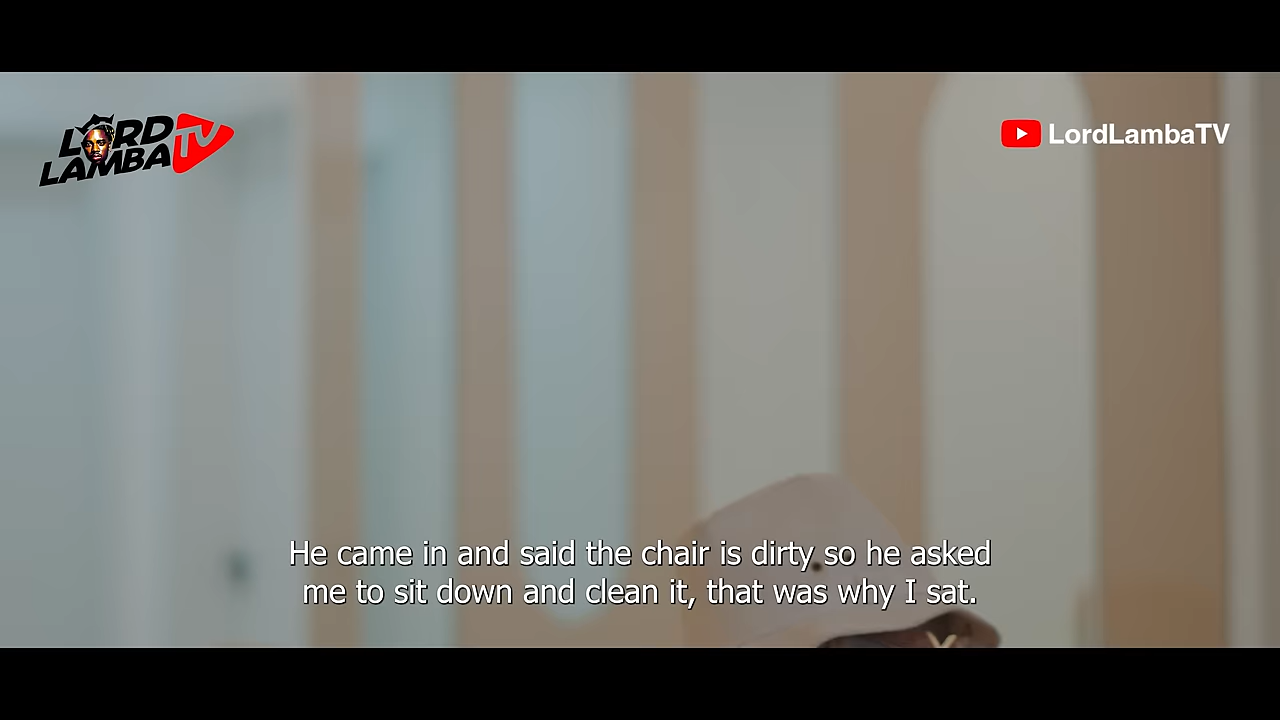 LORD
LAMBA TV
LordLambaTV
He came in and said the chair is dirty so he asked
me to sit down and clean it, that was why I sat.